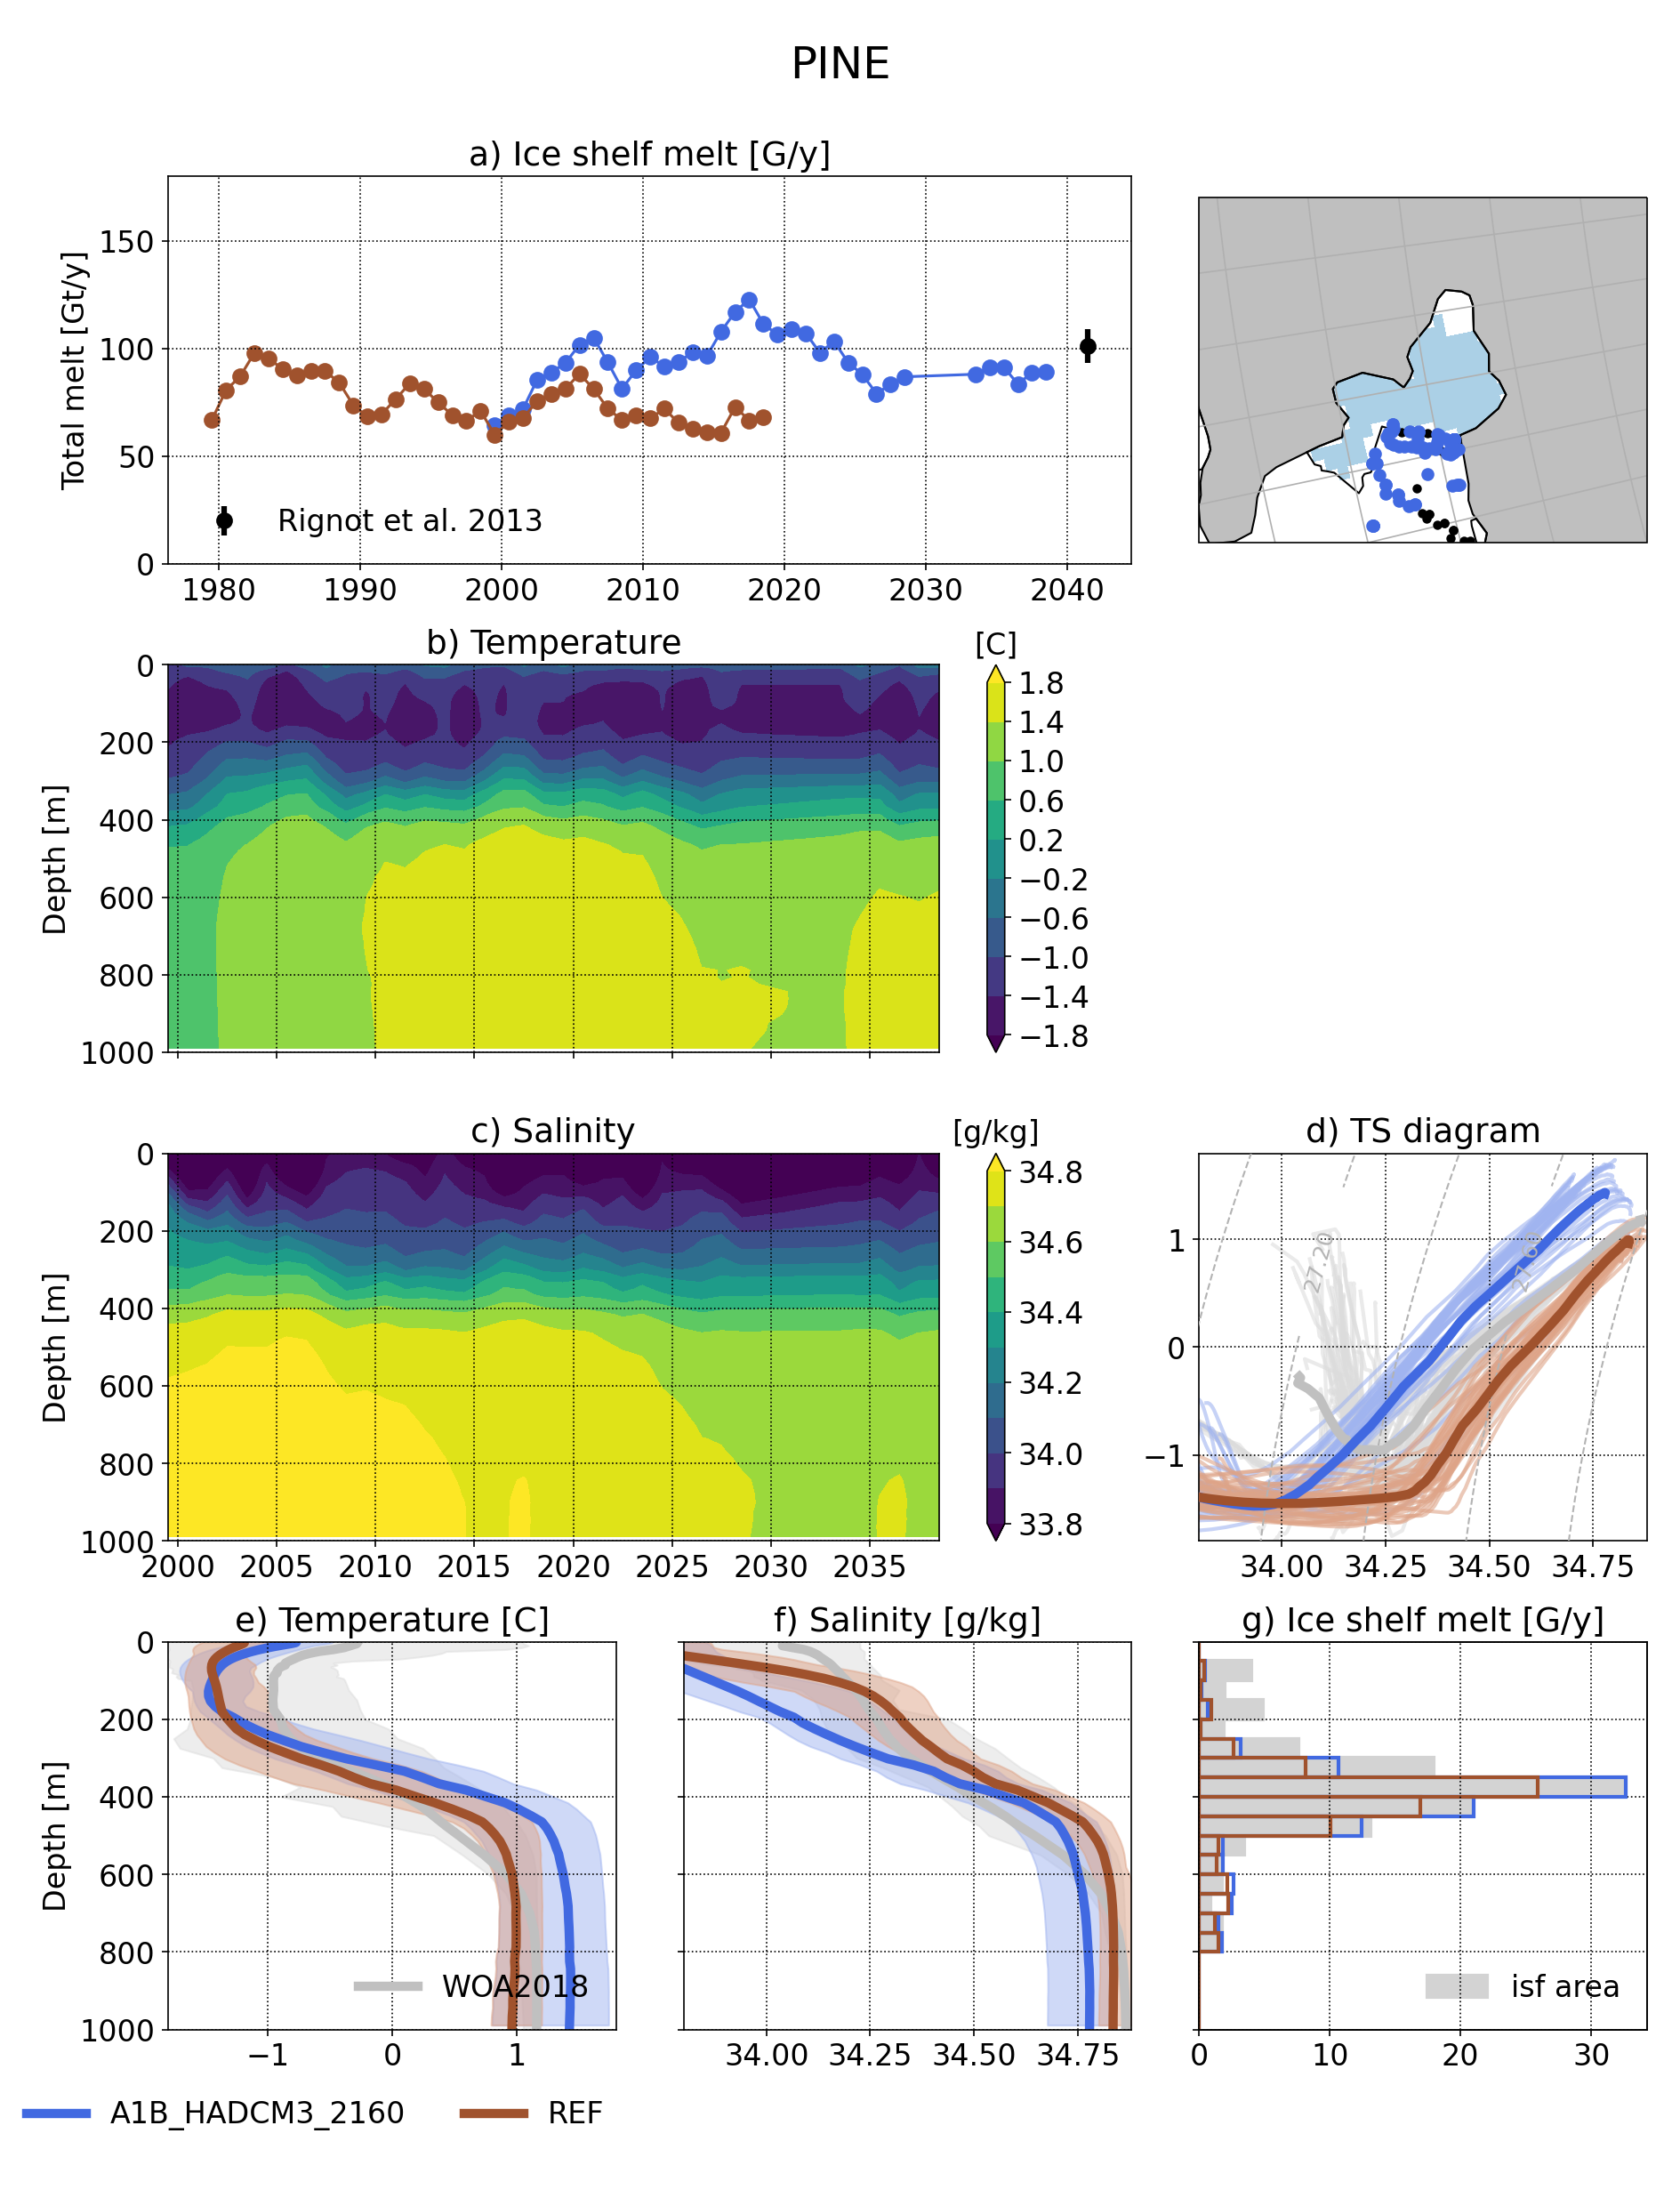 PINE
a) Ice shelf melt [G/y]
Total melt [Gt/y]
150
100
50
0
Rignot et al. 2013
1980 1990 2000 2010 2020 2030 2040
b) Temperature
[C]
Depth [m]
0
200
400
600
800
1000
1.8
1.4
1.0
0.6
0.2
−0.2
−0.6
−1.0
−1.4
−1.8
c) Salinity
[g/kg]
Depth [m]
0
200
400
600
800
1000
2000 2005 2010 2015 2020 2025 2030 2035
34.8
34.6
34.4
34.2
34.0
33.8
d) TS diagram
1
0
−1
27.20
34.00 34.25 34.50 34.75
e) Temperature [C]
Depth [m]
0
200
400
600
800
1000
WOA2018
−1 0 1
f) Salinity [g/kg]
34.00 34.25 34.50 34.75
g) Ice shelf melt [G/y]
isf area
0 10 20 30
A1B_HADCM3_2160 REF